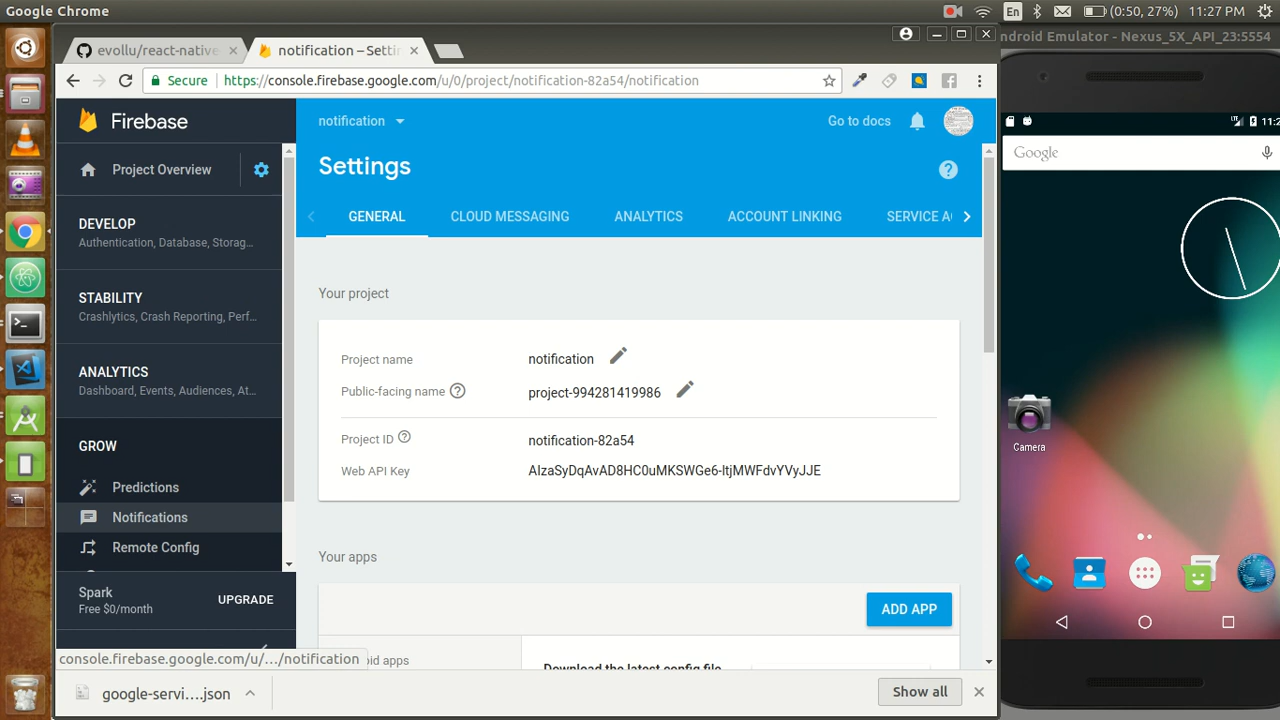 Google Chrome
En
(0:50, 27%)
11:27 PM
evollu/react-native
notification – Settin
ndroid Emulator - Nexus_5X_API_23:5554
Secure
https://console.firebase.google.com/u/0/project/notification-82a54/notification
Firebase
notification
Go to docs
11:2
Google
Project Overview
Settings
GENERAL
CLOUD MESSAGING
ANALYTICS
ACCOUNT LINKING
SERVICE A
DEVELOP
Authentication, Database, Storag...
STABILITY
Crashlytics, Crash Reporting, Perf...
ANALYTICS
Dashboard, Events, Audiences, At...
GROW
Predictions
Notifications
Remote Config
Your project
Project name
notification
Public-facing name
project-994281419986
Project ID
notification-82a54
Web API Key
AIzaSyDqAvAD8HC0uMKSWGe6-ltjMWFdvYVyJJE
Camera
Your apps
ADD APP
Spark
Free $0/month
UPGRADE
oid apps
Download the latest config file
console.firebase.google.com/u/.../notification
google-servi....json
Show all